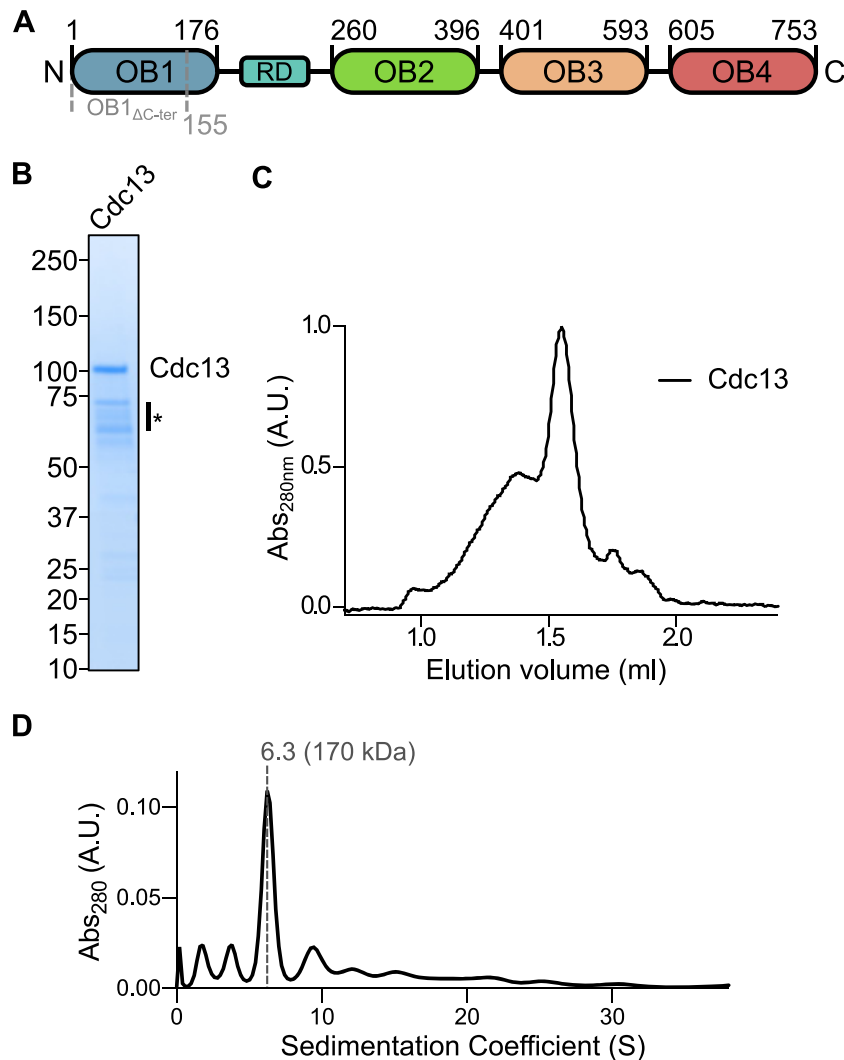 A
1 176 260 396 401 593 605 753
N OB1 RD OB2 OB3 OB4 C
OB1ΔC-ter 155
B
Cdc13
250
150
100 Cdc13
75
*
50
37
25
20
15
10
C
1.0
0.5
0.0
Abs280nm (A.U.)
Cdc13
1.0 1.5 2.0
Elution volume (ml)
D
6.3 (170 kDa)
0.10
0.05
0.00
Abs280 (A.U.)
0 10 20 30
Sedimentation Coefficient (S)